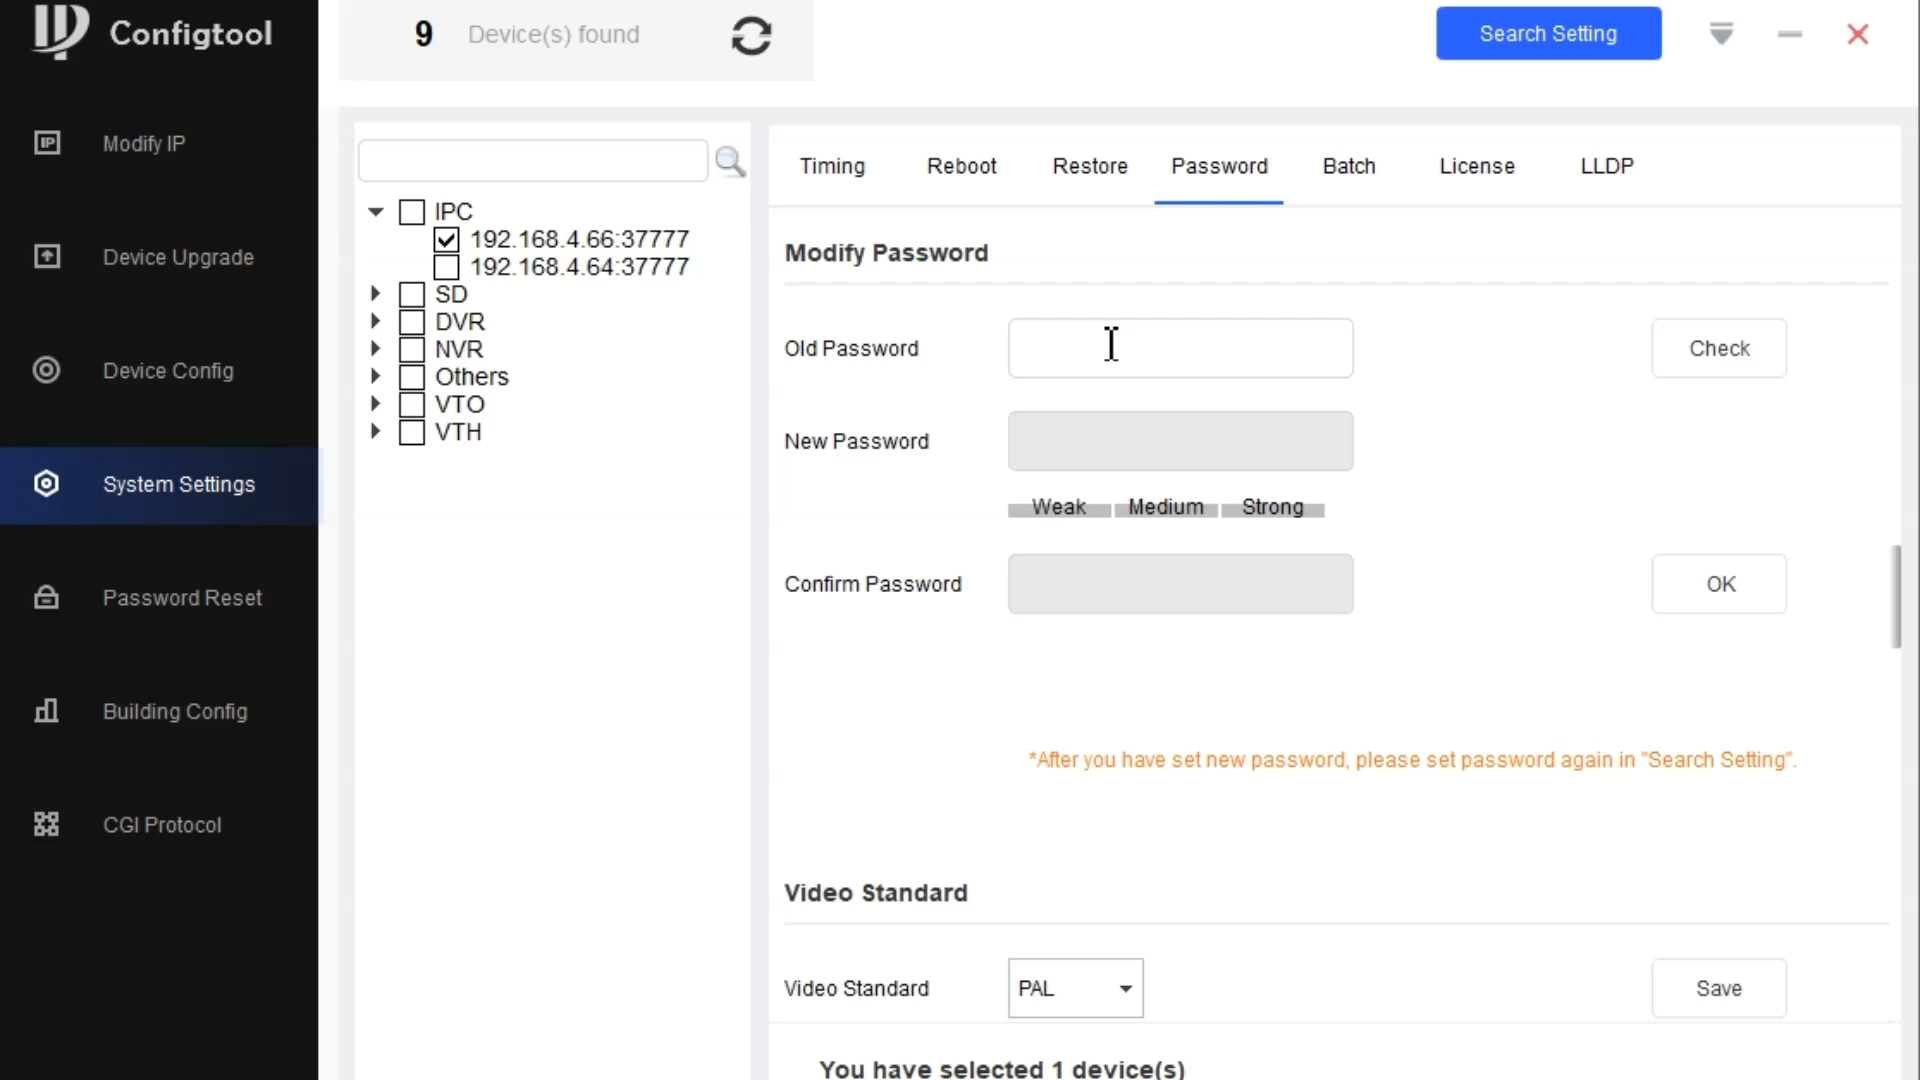 Configtool
9 Device(s) found
Search Setting
IP Modify IP
Device Upgrade
Device Config
System Settings
Password Reset
Building Config
CGI Protocol
IPC
192.168.4.66:37777
192.168.4.64:37777
SD
DVR
NVR
Others
VTO
VTH
Timing Reboot Restore Password Batch License LLDP
Modify Password
Old Password Check
New Password
Weak Medium Strong
Confirm Password OK
*After you have set new password, please set password again in "Search Setting".
Video Standard
Video Standard PAL Save
You have selected 1 device(s)